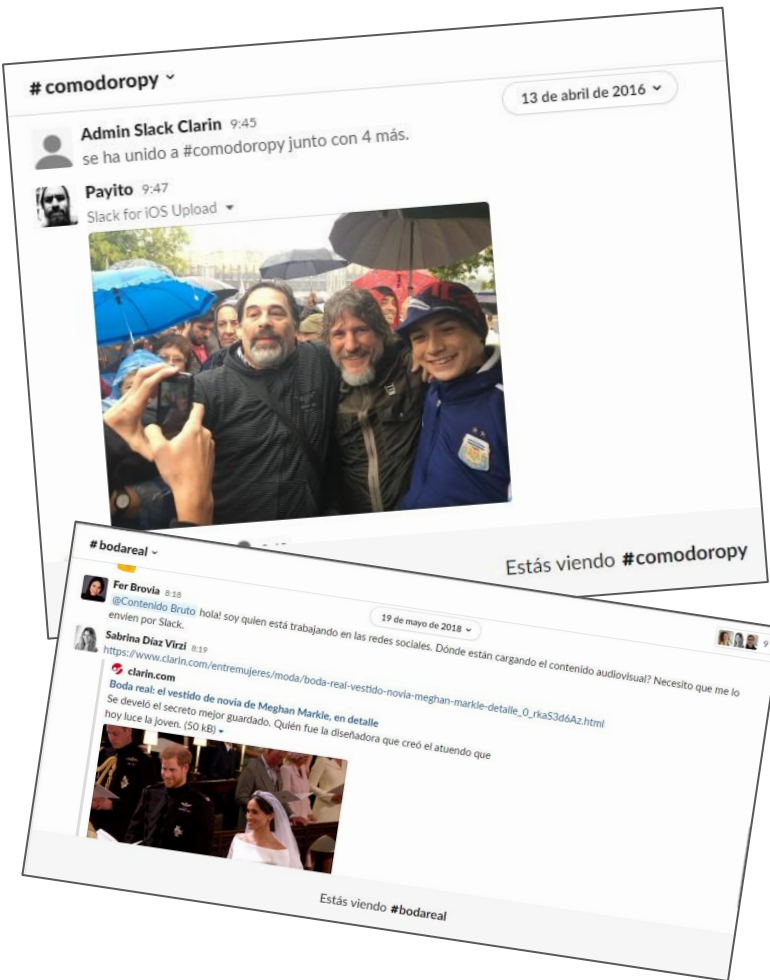 # comodoropy
13 de abril de 2016
Admin Slack Clarin 9:45
se ha unido a #comodoropy junto con 4 más.
Payito 9:47
Slack for iOS Upload
Estás viendo #comodoropy
# bodareal
19 de mayo de 2018
9
Fer Brovia 8:18
@Contenido Bruto hola! soy quien está trabajando en las redes sociales. Dónde están cargando el contenido audiovisual? Necesito que me lo
envíen por Slack.
Sabrina Díaz Virzi 8:19
https://www.clarin.com/entremujeres/moda/boda-real-vestido-novia-meghan-markle-detalle_0_rkaS3d6Az.html
clarin.com
Boda real: el vestido de novia de Meghan Markle, en detalle
Se develó el secreto mejor guardado. Quién fue la diseñadora que creó el atuendo que
hoy luce la joven. (50 kB)
Estás viendo #bodareal